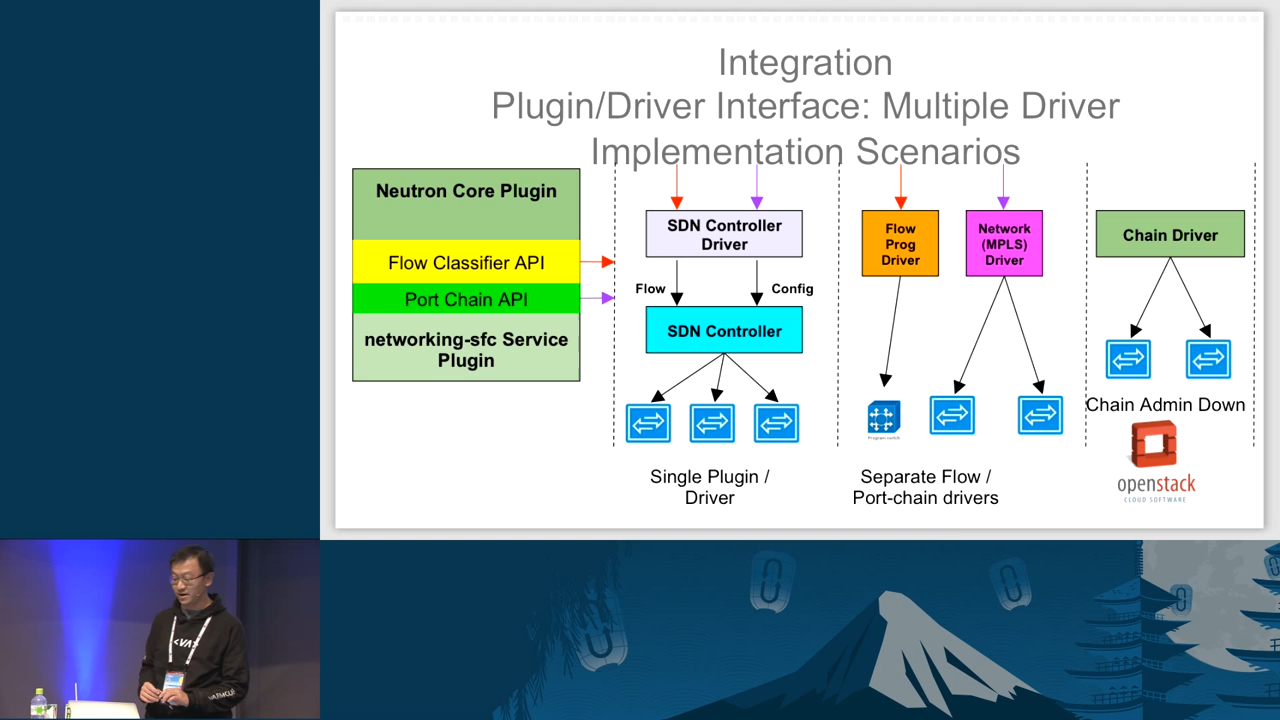 Integration
Plugin/Driver Interface: Multiple Driver
Implementation Scenarios
Neutron Core Plugin
Flow Classifier API
Port Chain API
networking-sfc Service
Plugin
SDN Controller
Driver
Flow
Config
SDN Controller
Single Plugin /
Driver
Flow
Prog
Driver
Network
(MPLS)
Driver
Program switch
Separate Flow /
Port-chain drivers
Chain Driver
Chain Admin Down
openstack
CLOUD SOFTWARE